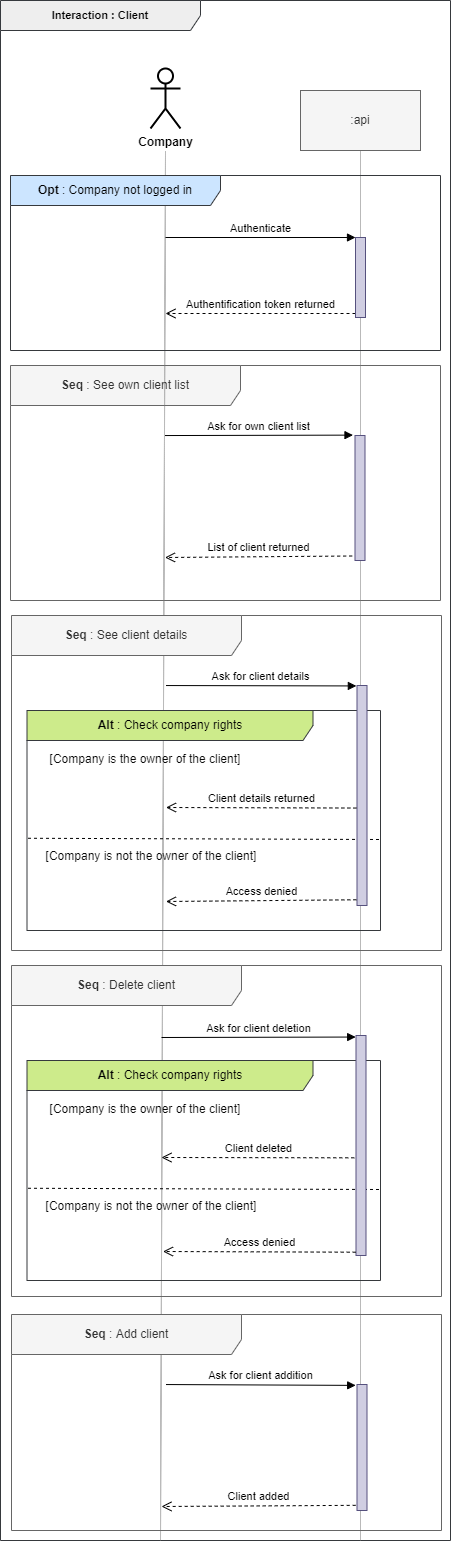 Interaction : Client
Company
:api
Opt : Company not logged in
Authenticate
Authentification token returned
Seq : See own client list
Ask for own client list
List of client returned
Seq : See client details
Ask for client details
Alt : Check company rights
[Company is the owner of the client]
Client details returned
[Company is not the owner of the client]
Access denied
Seq : Delete client
Ask for client deletion
Alt : Check company rights
[Company is the owner of the client]
Client deleted
[Company is not the owner of the client]
Access denied
Seq : Add client
Ask for client addition
Client added